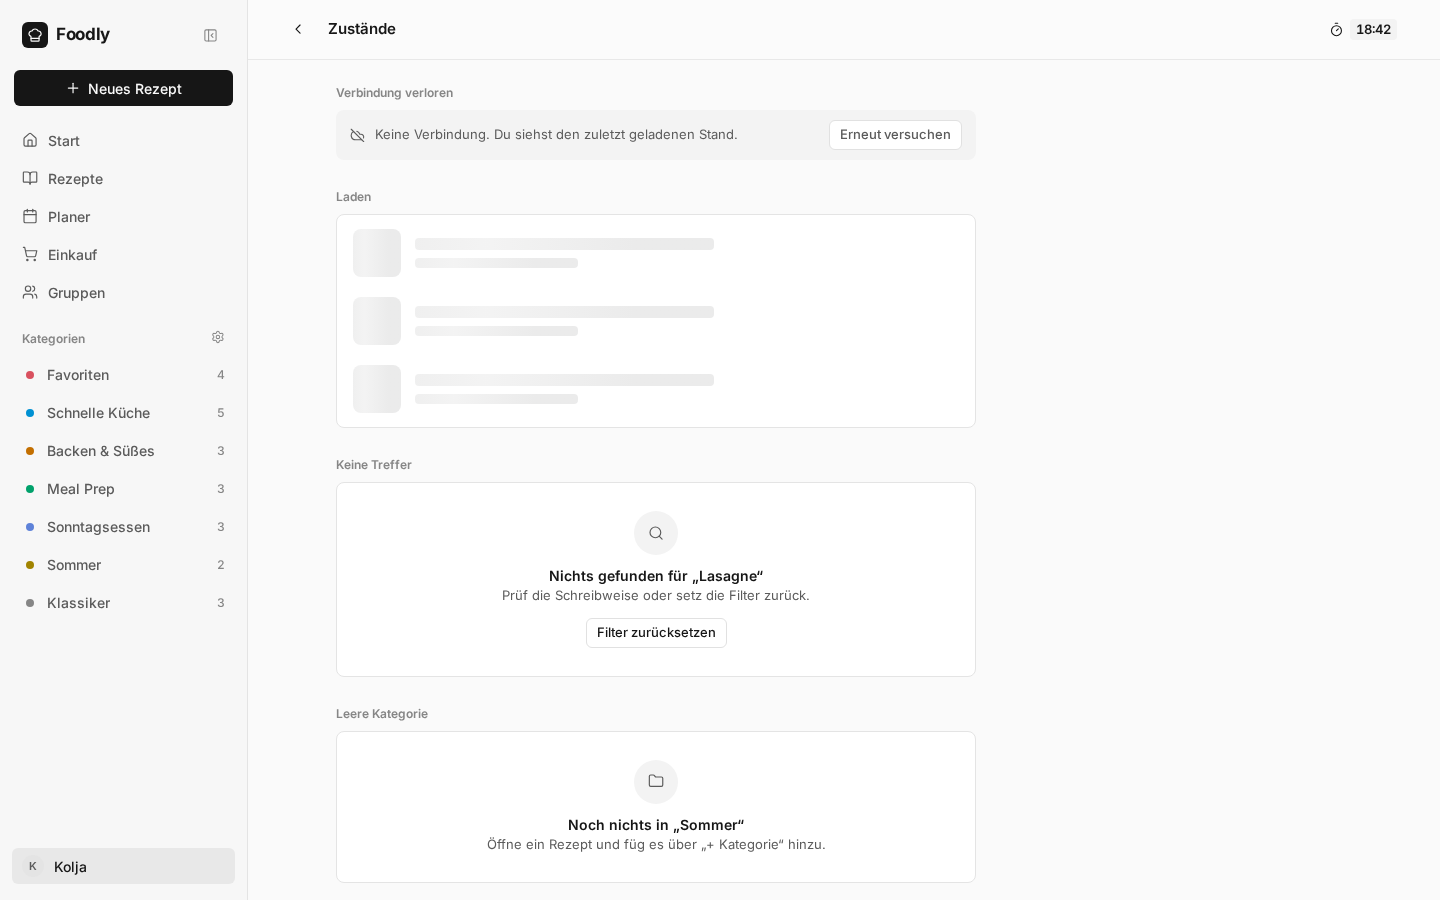 Foodly
Neues Rezept
Start
Rezepte
Planer
Einkauf
Gruppen
Kategorien
Favoriten 4
Schnelle Küche 5
Backen & Süßes 3
Meal Prep 3
Sonntagsessen 3
Sommer 2
Klassiker 3
K Kolja
Zustände
18:42
Verbindung verloren
Keine Verbindung. Du siehst den zuletzt geladenen Stand.
Erneut versuchen
Laden
Keine Treffer
Nichts gefunden für „Lasagne“
Prüf die Schreibweise oder setz die Filter zurück.
Filter zurücksetzen
Leere Kategorie
Noch nichts in „Sommer“
Öffne ein Rezept und füg es über „+ Kategorie“ hinzu.